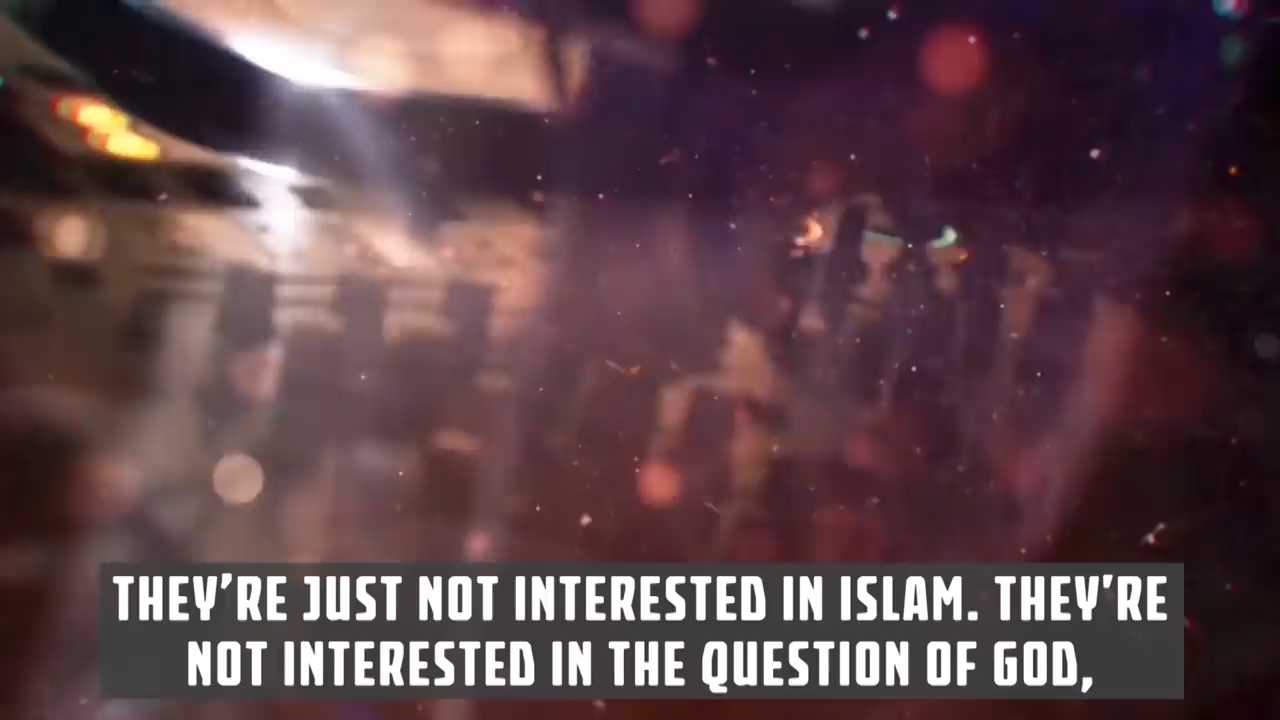 THEY'RE JUST NOT INTERESTED IN ISLAM. THEY'RE
NOT INTERESTED IN THE QUESTION OF GOD,